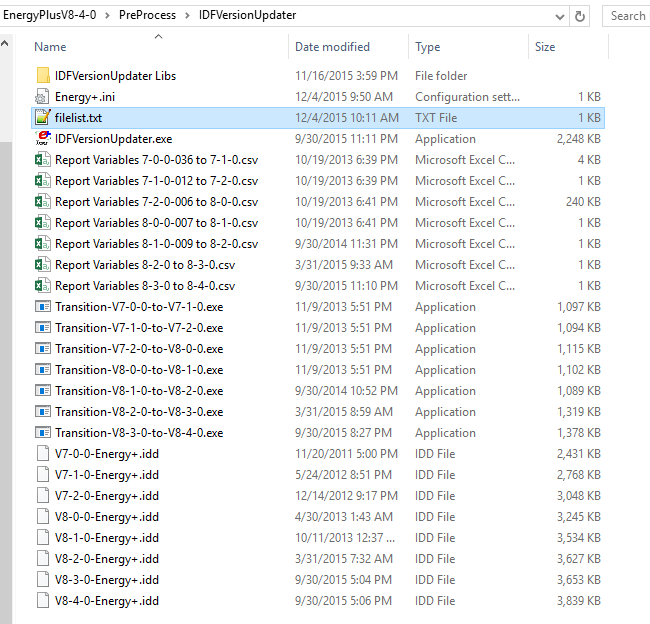 EnergyPlusV8-4-0 > PreProcess > IDFVersionUpdater Search
Name Date modified Type Size
IDFVersionUpdater Libs 11/16/2015 3:59 PM File folder
Energy+.ini 12/4/2015 9:50 AM Configuration sett... 1 KB
filelist.txt 12/4/2015 10:11 AM TXT File 1 KB
IDFVersionUpdater.exe 9/30/2015 11:11 PM Application 2,248 KB
Report Variables 7-0-0-036 to 7-1-0.csv 10/19/2013 6:39 PM Microsoft Excel C... 4 KB
Report Variables 7-1-0-012 to 7-2-0.csv 10/19/2013 6:39 PM Microsoft Excel C... 1 KB
Report Variables 7-2-0-006 to 8-0-0.csv 10/19/2013 6:41 PM Microsoft Excel C... 240 KB
Report Variables 8-0-0-007 to 8-1-0.csv 10/19/2013 6:41 PM Microsoft Excel C... 1 KB
Report Variables 8-1-0-009 to 8-2-0.csv 9/30/2014 11:31 PM Microsoft Excel C... 1 KB
Report Variables 8-2-0 to 8-3-0.csv 3/31/2015 9:33 AM Microsoft Excel C... 1 KB
Report Variables 8-3-0 to 8-4-0.csv 9/30/2015 11:10 PM Microsoft Excel C... 1 KB
Transition-V7-0-0-to-V7-1-0.exe 11/9/2013 5:51 PM Application 1,097 KB
Transition-V7-1-0-to-V7-2-0.exe 11/9/2013 5:51 PM Application 1,094 KB
Transition-V7-2-0-to-V8-0-0.exe 11/9/2013 5:51 PM Application 1,115 KB
Transition-V8-0-0-to-V8-1-0.exe 11/9/2013 5:51 PM Application 1,102 KB
Transition-V8-1-0-to-V8-2-0.exe 9/30/2014 10:52 PM Application 1,089 KB
Transition-V8-2-0-to-V8-3-0.exe 3/31/2015 8:59 AM Application 1,319 KB
Transition-V8-3-0-to-V8-4-0.exe 9/30/2015 8:27 PM Application 1,378 KB
V7-0-0-Energy+.idd 11/20/2011 5:00 PM IDD File 2,431 KB
V7-1-0-Energy+.idd 5/24/2012 8:51 PM IDD File 2,768 KB
V7-2-0-Energy+.idd 12/14/2012 9:17 PM IDD File 3,048 KB
V8-0-0-Energy+.idd 4/30/2013 1:43 AM IDD File 3,245 KB
V8-1-0-Energy+.idd 10/11/2013 12:37 ... IDD File 3,534 KB
V8-2-0-Energy+.idd 3/31/2015 7:32 AM IDD File 3,627 KB
V8-3-0-Energy+.idd 9/30/2015 5:04 PM IDD File 3,653 KB
V8-4-0-Energy+.idd 9/30/2015 5:06 PM IDD File 3,839 KB